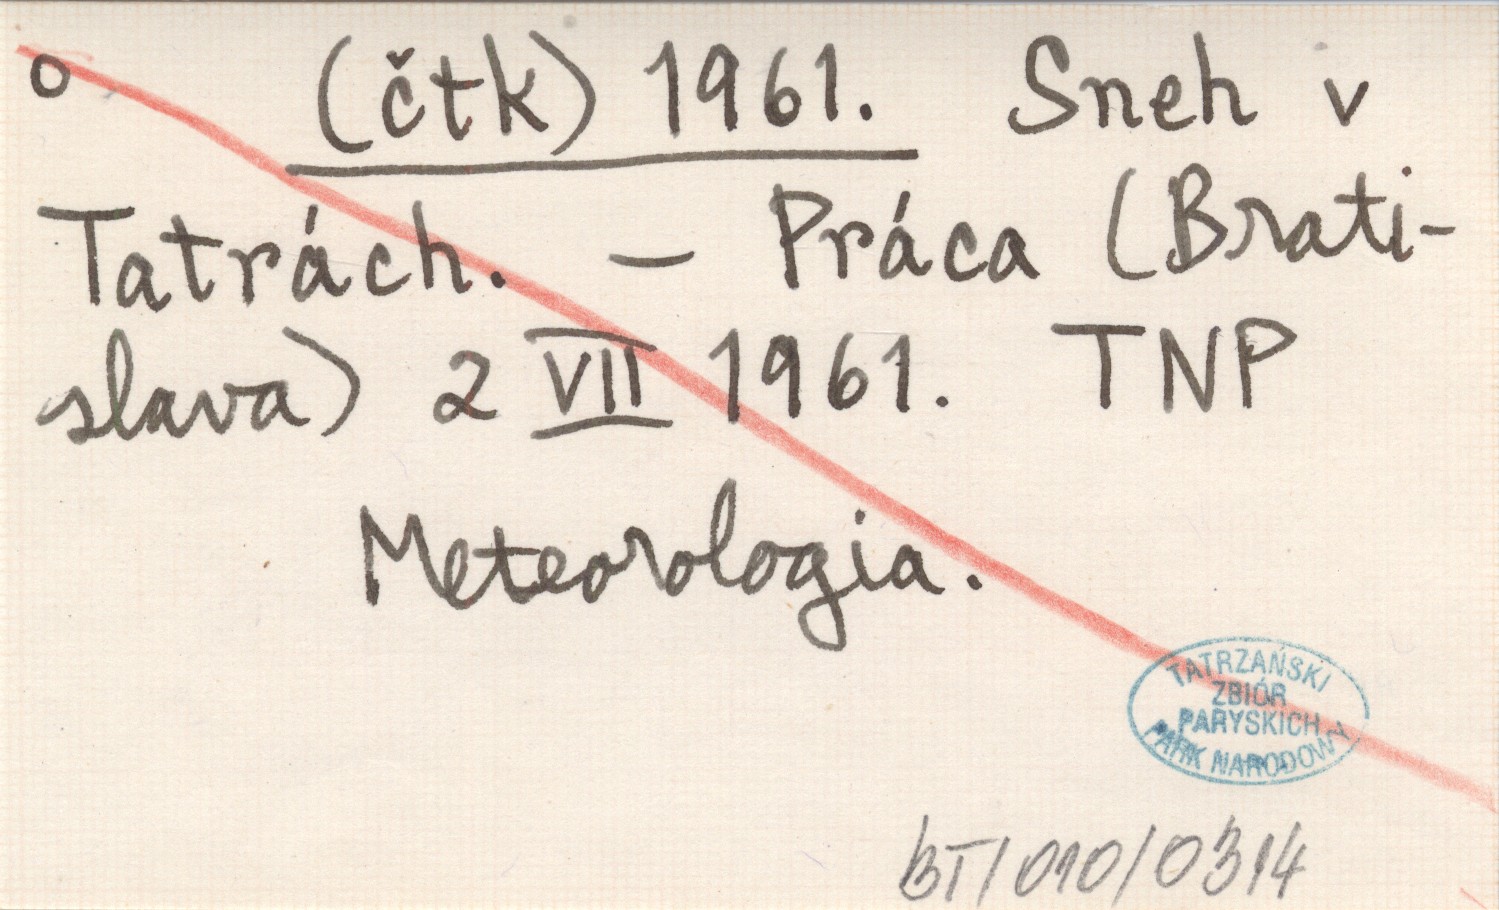 o (čtk) 1961. Sneh v
Tatrách. — Práca (Brati-
slava) 2 VII 1961. TNP
Meteorologia.
TATRZAŃSKI
ZBIÓR
PARYSKICH
PARK NARODOWY
BT/010/0314